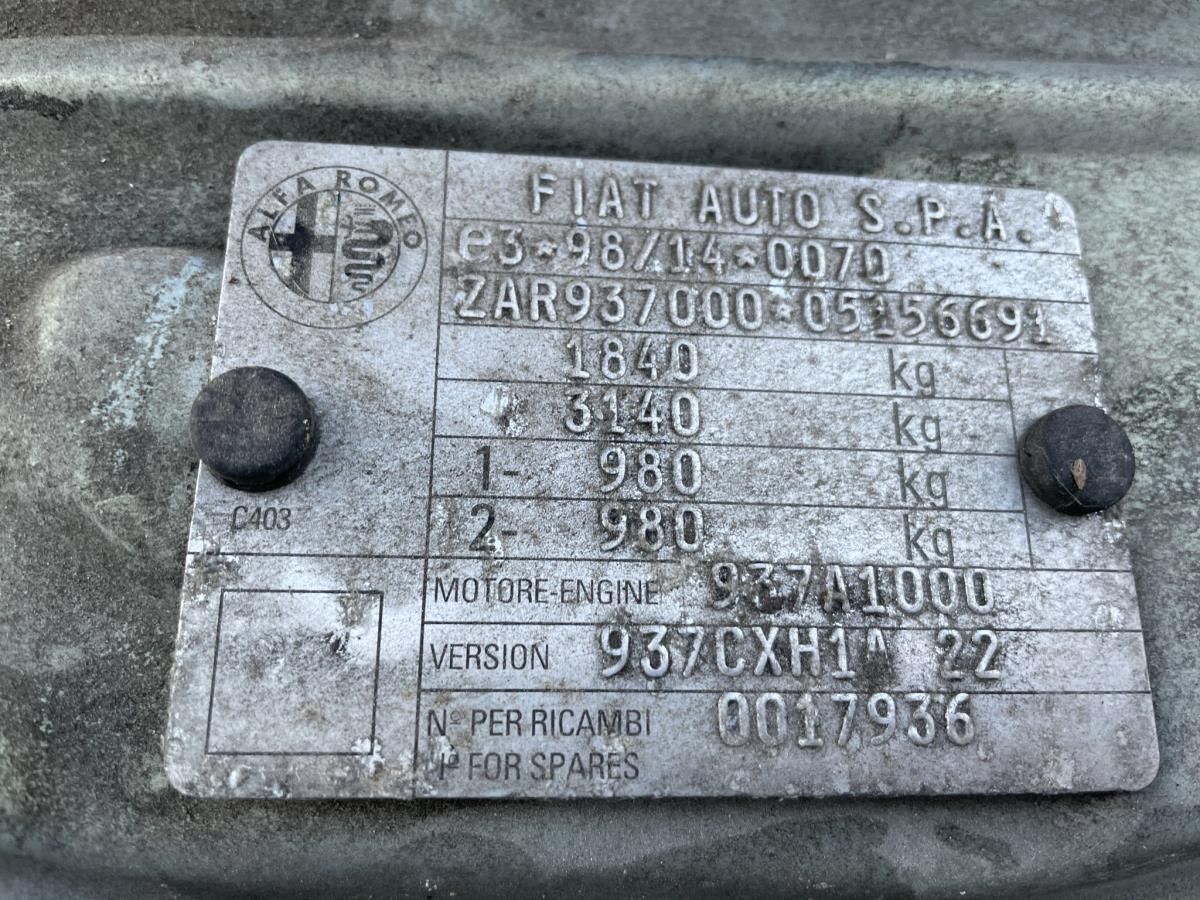 ALFA ROMEO
FIAT AUTO S.P.A.
e3*98/14*0070
ZAR937000*05156691
1840 kg
3140 kg
1- 980 kg
2- 980 kg
C403
MOTORE-ENGINE 937A1000
VERSION 937CXH1A 22
Nº PER RICAMBI 0017936
Nº FOR SPARES